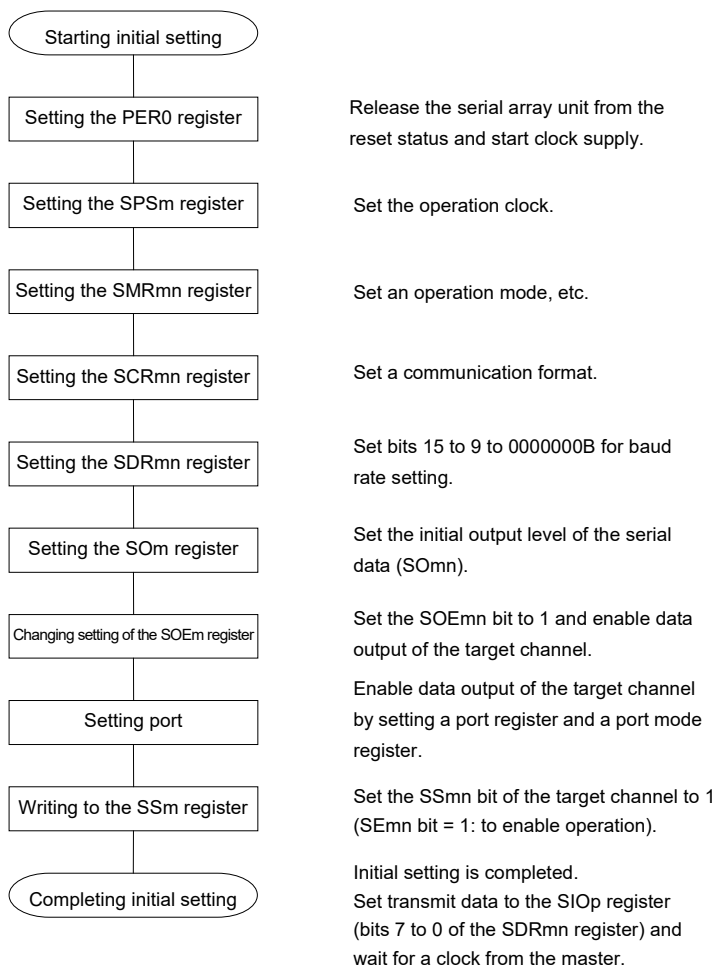 Starting initial setting
Setting the PER0 register
Release the serial array unit from the
reset status and start clock supply.
Setting the SPSm register
Set the operation clock.
Setting the SMRmn register
Set an operation mode, etc.
Setting the SCRmn register
Set a communication format.
Setting the SDRmn register
Set bits 15 to 9 to 0000000B for baud
rate setting.
Setting the SOm register
Set the initial output level of the serial
data (SOmn).
Changing setting of the SOEm register
Set the SOEmn bit to 1 and enable data
output of the target channel.
Setting port
Enable data output of the target channel
by setting a port register and a port mode
register.
Writing to the SSm register
Set the SSmn bit of the target channel to 1
(SEmn bit = 1: to enable operation).
Completing initial setting
Initial setting is completed.
Set transmit data to the SIOp register
(bits 7 to 0 of the SDRmn register) and
wait for a clock from the master.